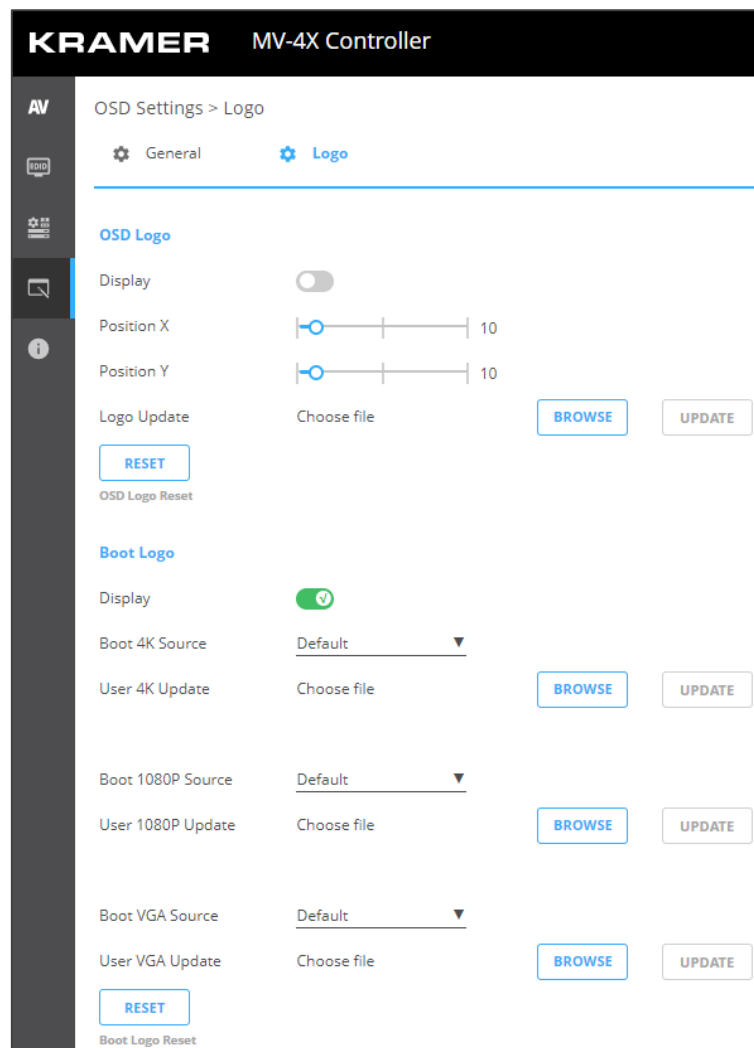 KRAMER MV-4X Controller
AV OSD Settings > Logo
General Logo
EDID
OSD Logo
Display
Position X 10
Position Y 10
Logo Update Choose file BROWSE UPDATE
RESET
OSD Logo Reset
Boot Logo
Display
Boot 4K Source Default
User 4K Update Choose file BROWSE UPDATE
Boot 1080P Source Default
User 1080P Update Choose file BROWSE UPDATE
Boot VGA Source Default
User VGA Update Choose file BROWSE UPDATE
RESET
Boot Logo Reset